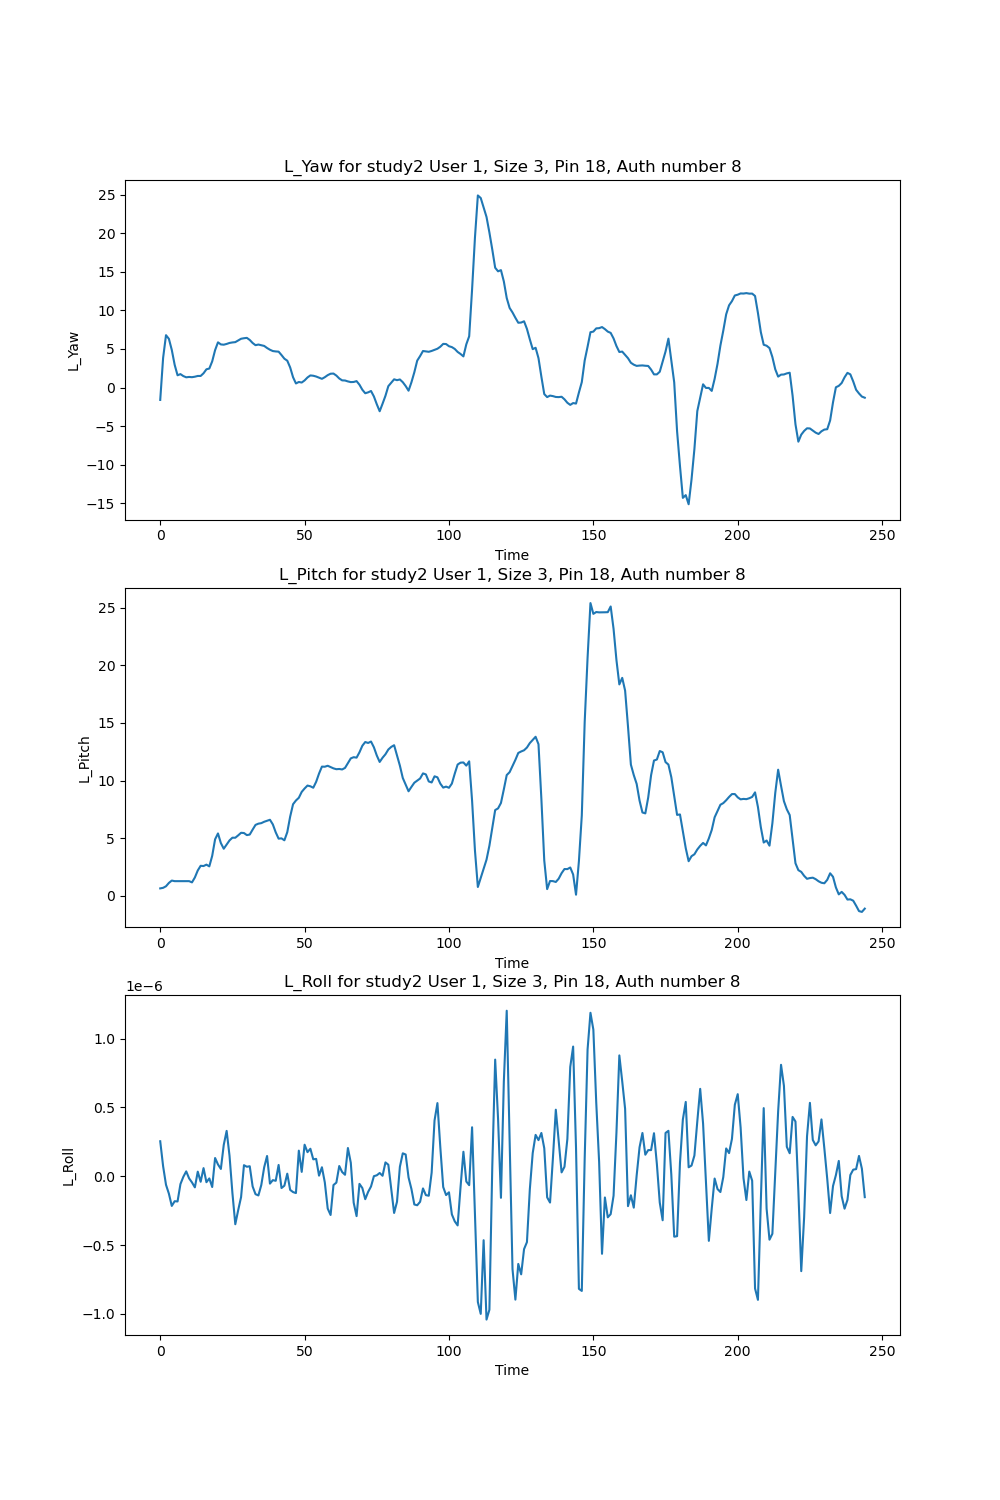 L_Yaw for study2 User 1, Size 3, Pin 18, Auth number 8
25
20
15
10
5
0
−5
−10
−15
L_Yaw
0 50 100 150 200 250
Time
L_Pitch for study2 User 1, Size 3, Pin 18, Auth number 8
25
20
15
10
5
0
L_Pitch
0 50 100 150 200 250
Time
L_Roll for study2 User 1, Size 3, Pin 18, Auth number 8
1e−6
1.0
0.5
0.0
−0.5
−1.0
L_Roll
0 50 100 150 200 250
Time